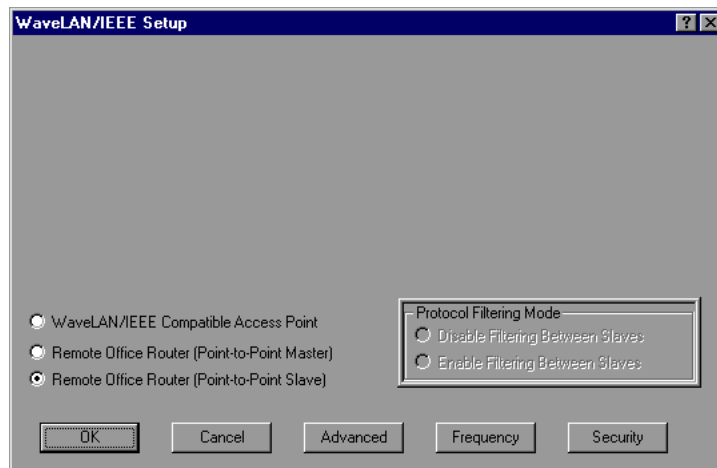 WaveLAN/IEEE Setup
WaveLAN/IEEE Compatible Access Point
Remote Office Router (Point-to-Point Master)
Remote Office Router (Point-to-Point Slave)
Protocol Filtering Mode
Disable Filtering Between Slaves
Enable Filtering Between Slaves
OK Cancel Advanced Frequency Security